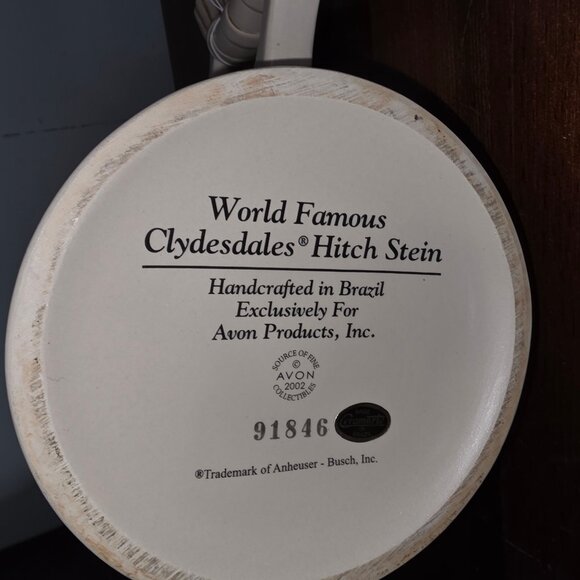 World Famous
Clydesdales® Hitch Stein
Handcrafted in Brazil
Exclusively For
Avon Products, Inc.
SOURCE OF FINE
©
AVON
2002
COLLECTIBLES
91846
Ceramarte
®Trademark of Anheuser - Busch, Inc.